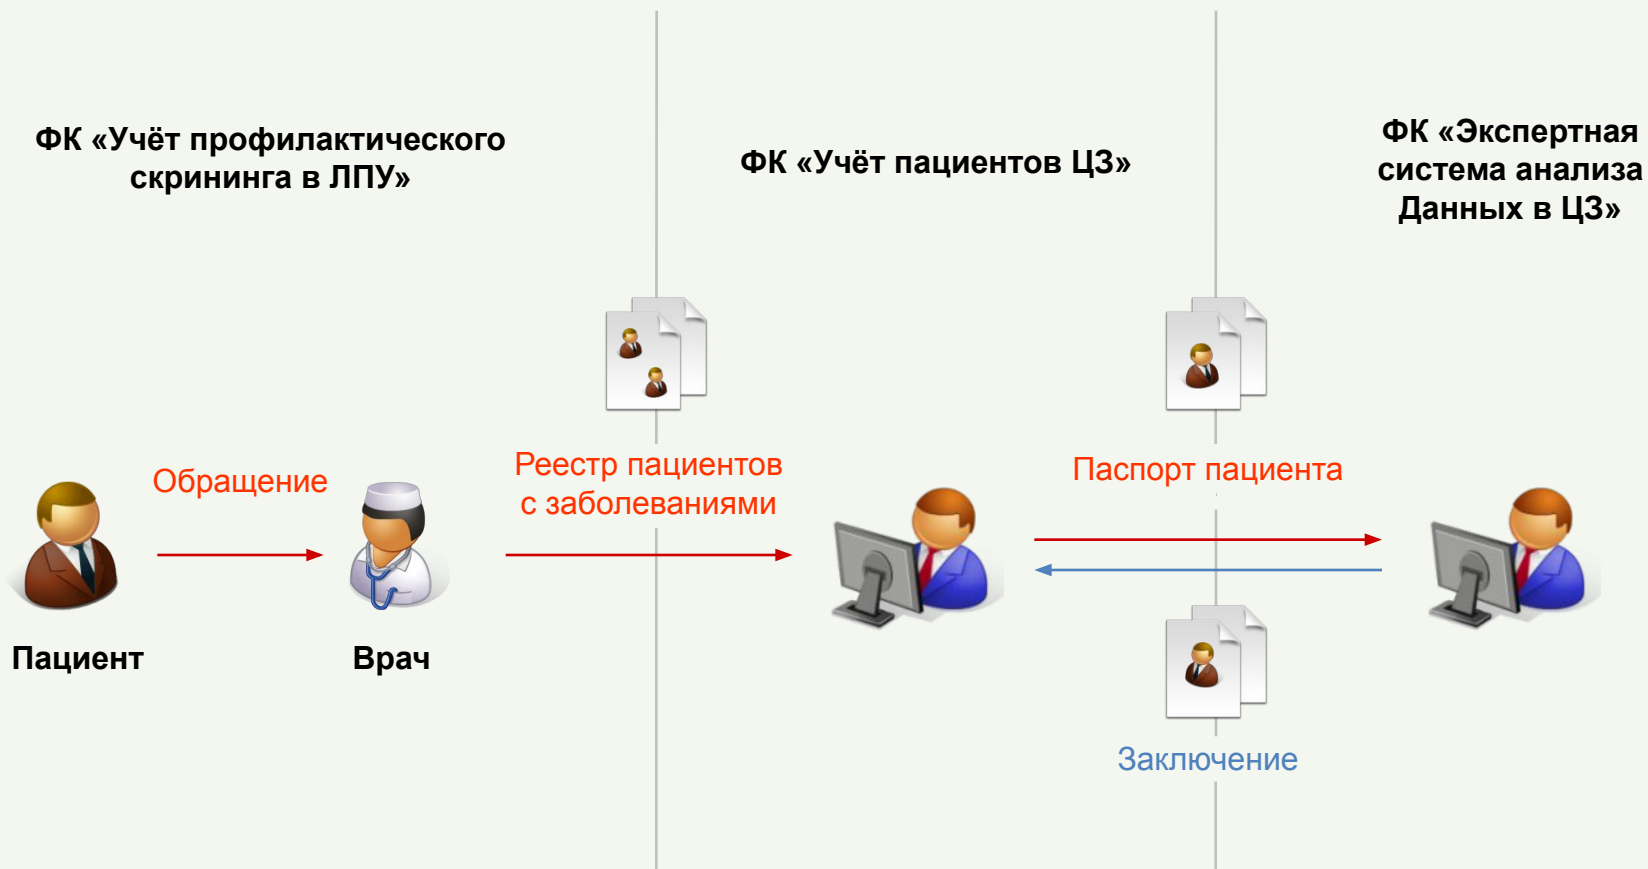 ФК «Учёт профилактического
скрининга в ЛПУ»
ФК «Учёт пациентов ЦЗ»
ФК «Экспертная
система анализа
Данных в ЦЗ»
Обращение
Реестр пациентов
с заболеваниями
Паспорт пациента
Пациент
Врач
Заключение